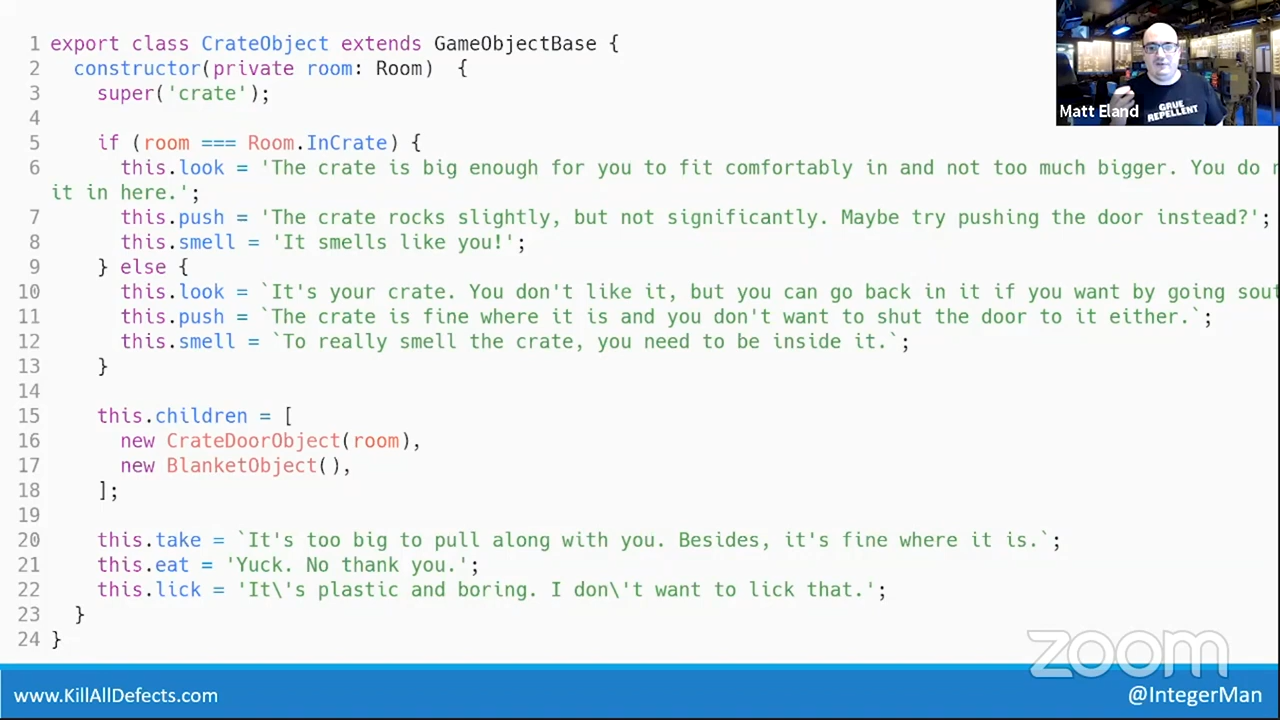 1 export class CrateObject extends GameObjectBase {
2 constructor(private room: Room)  {
3 super('crate');
4
5 if (room === Room.InCrate) {
6 this.look = 'The crate is big enough for you to fit comfortably in and not too much bigger. You do
it in here.';
7 this.push = 'The crate rocks slightly, but not significantly. Maybe try pushing the door instead?';
8 this.smell = 'It smells like you!';
9 } else {
10 this.look = `It's your crate. You don't like it, but you can go back in it if you want by going
11 this.push = `The crate is fine where it is and you don't want to shut the door to it either.`;
12 this.smell = `To really smell the crate, you need to be inside it.`;
13 }
14
15 this.children = [
16 new CrateDoorObject(room),
17 new BlanketObject(),
18 ];
19
20 this.take = `It's too big to pull along with you. Besides, it's fine where it is.`;
21 this.eat = 'Yuck. No thank you.';
22 this.lick = 'It\'s plastic and boring. I don\'t want to lick that.';
23 }
24 }
GRUE
REPELLENT
Matt Eland
zoom
www.KillAllDefects.com
@IntegerMan